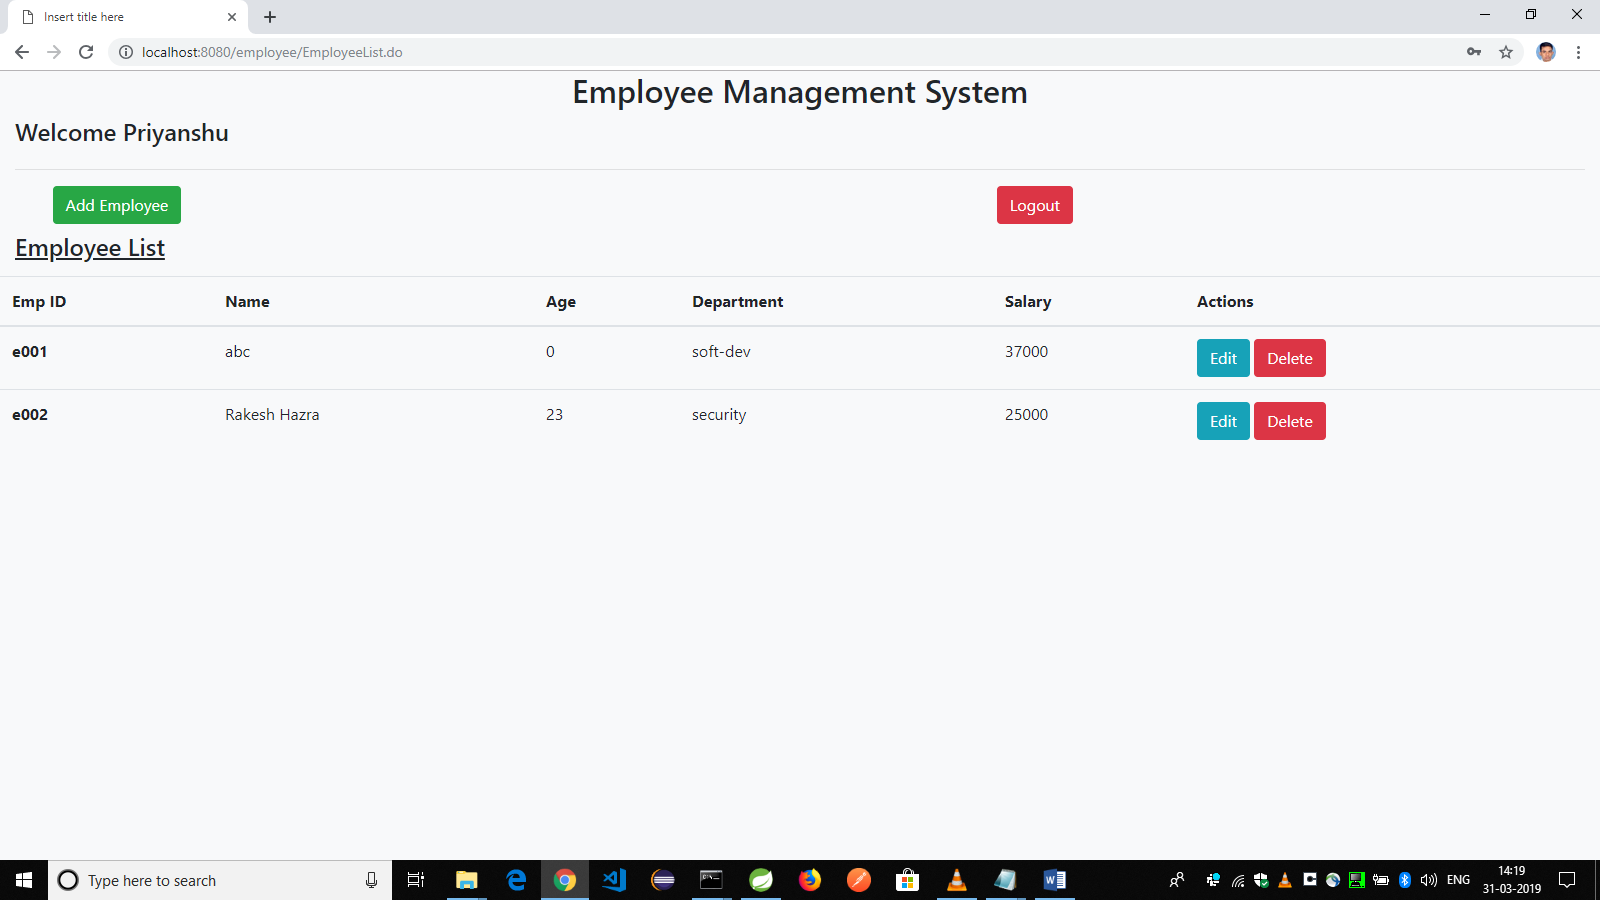 Insert title here
localhost:8080/employee/EmployeeList.do
Employee Management System
Welcome Priyanshu
Add Employee Logout
Employee List
Emp ID Name Age Department Salary Actions
e001 abc 0 soft-dev 37000 Edit Delete
e002 Rakesh Hazra 23 security 25000 Edit Delete
Type here to search ENG 14:19
31-03-2019